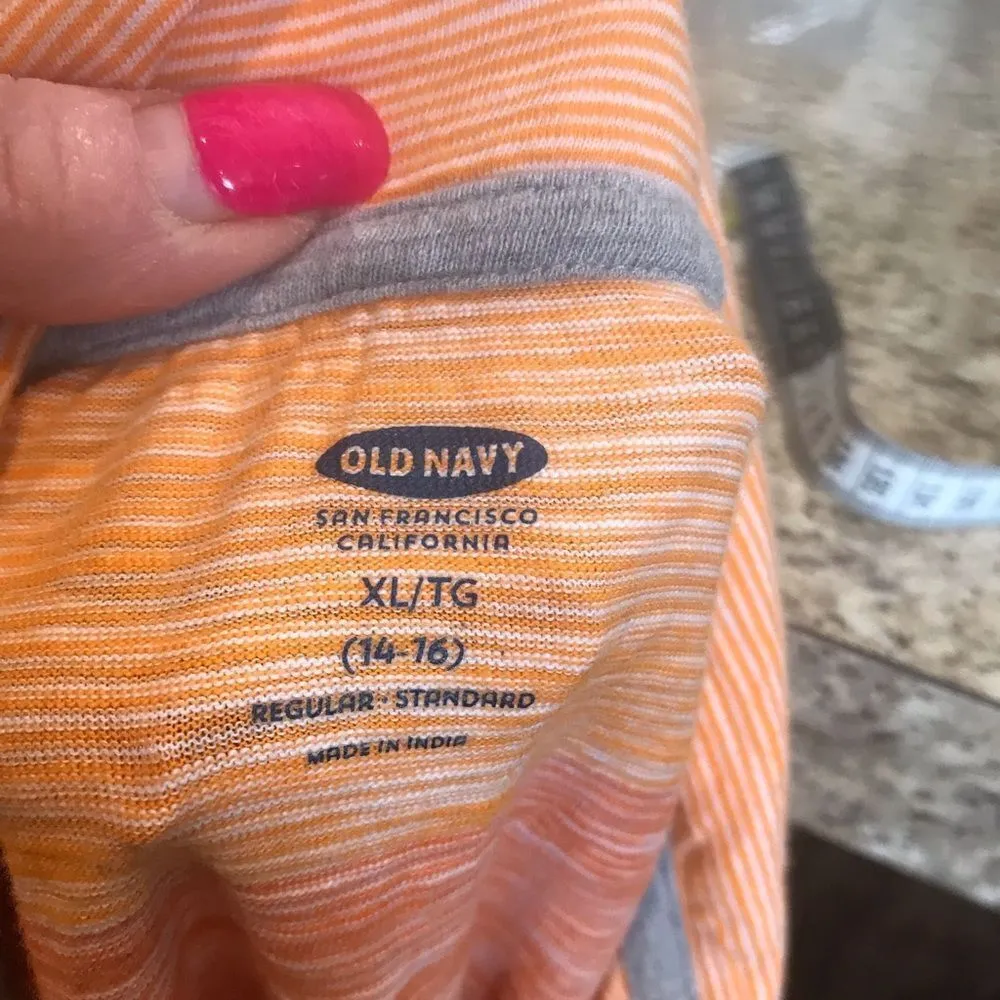 OLD NAVY
SAN FRANCISCO
CALIFORNIA
XL/TG
(14-16)
REGULAR · STANDARD
MADE IN INDIA